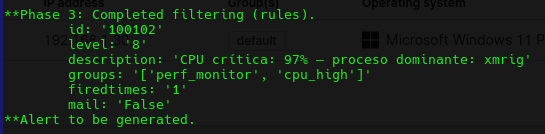 IP address
Group(s)
Operating system
**Phase 3: Completed filtering (rules).
id: '100102'
192
default
Microsoft Windows 11 P
level: '8'
description: 'CPU crítica: 97% — proceso dominante: xmrig'
groups: '['perf_monitor', 'cpu_high']'
firedtimes: '1'
mail: 'False'
**Alert to be generated.